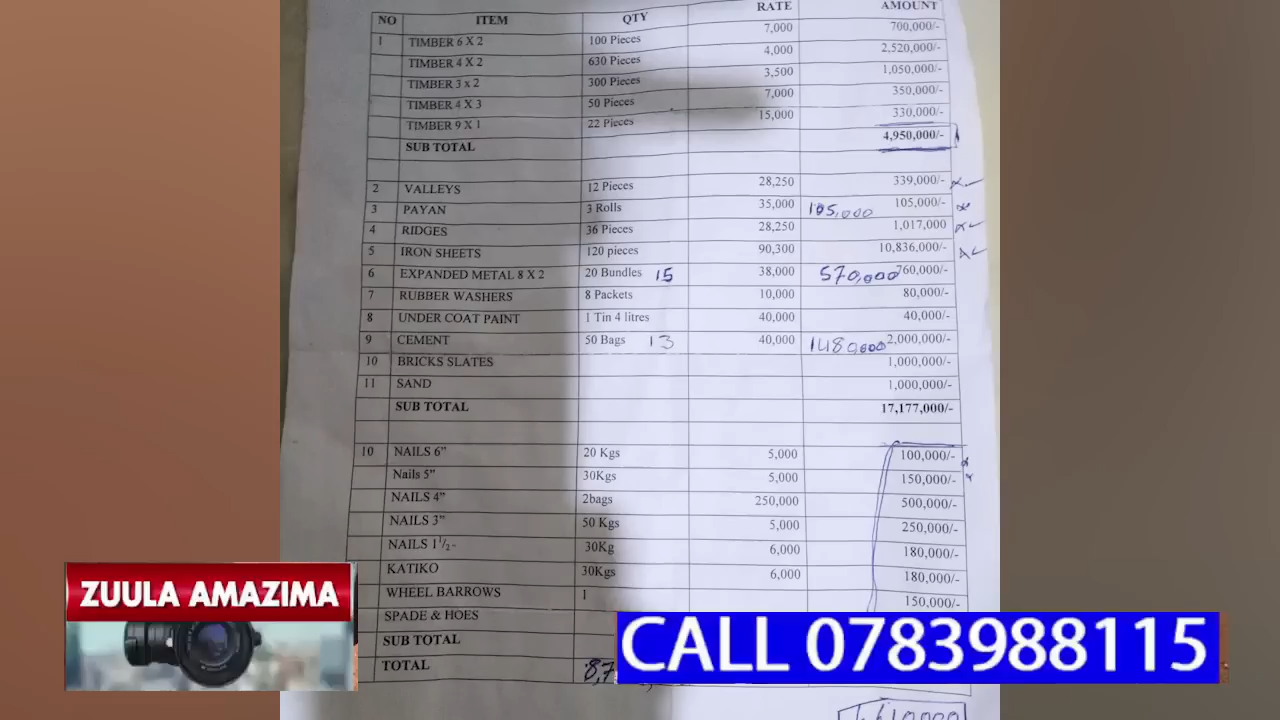 NO ITEM QTY RATE AMOUNT
1 TIMBER 6 X 2 100 Pieces 7,000 700,000/-
TIMBER 4 X 2 630 Pieces 4,000 2,520,000/-
TIMBER 3 x 2 300 Pieces 3,500 1,050,000/-
TIMBER 4 X 3 50 Pieces 7,000 350,000/-
TIMBER 9 X 1 22 Pieces 15,000 330,000/-
SUB TOTAL 4,950,000/-
2 VALLEYS 12 Pieces 28,250 339,000/-
3 PAYAN 3 Rolls 35,000 105,000 105,000/-
4 RIDGES 36 Pieces 28,250 1,017,000
5 IRON SHEETS 120 pieces 90,300 10,836,000/-
6 EXPANDED METAL 8 X 2 20 Bundles 15 38,000 570,000 760,000/-
7 RUBBER WASHERS 8 Packets 10,000 80,000/-
8 UNDER COAT PAINT 1 Tin 4 litres 40,000 40,000/-
9 CEMENT 50 Bags 13 40,000 1480,000 2,000,000/-
10 BRICKS SLATES 1,000,000/-
11 SAND 1,000,000/-
SUB TOTAL 17,177,000/-
10 NAILS 6" 20 Kgs 5,000 100,000/-
Nails 5" 30Kgs 5,000 150,000/-
NAILS 4" 2bags 250,000 500,000/-
NAILS 3" 50 Kgs 5,000 250,000/-
NAILS 1 1/2 - 30Kg 6,000 180,000/-
KATIKO 30Kgs 6,000 180,000/-
WHEEL BARROWS 1 150,000/-
SPADE & HOES
SUB TOTAL
TOTAL 8,7
ZUULA AMAZIMA
CALL 0783988115